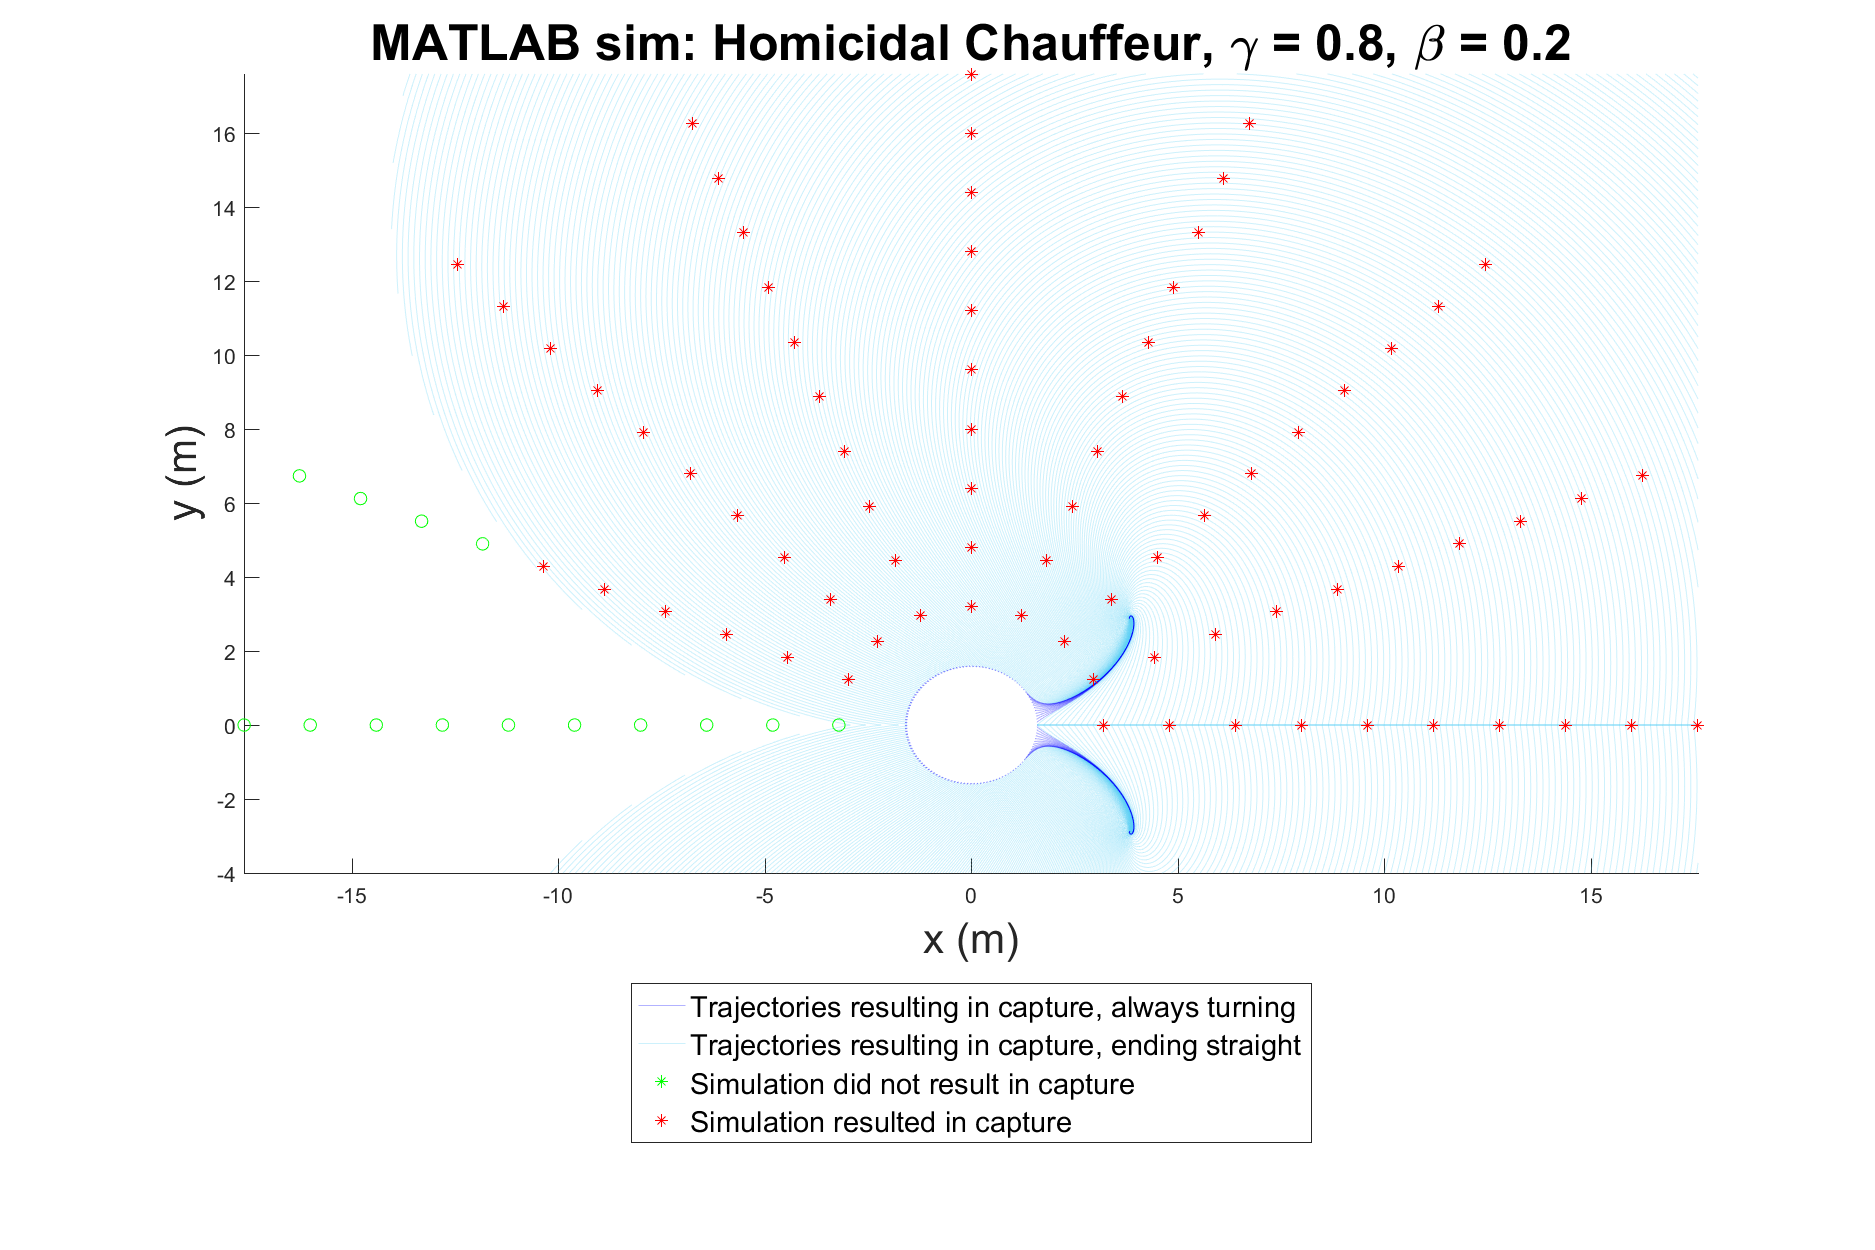 MATLAB sim: Homicidal Chauffeur, γ = 0.8, β = 0.2
16
14
12
10
8
6
4
2
0
-2
-4
y (m)
-15 -10 -5 0 5 10 15
x (m)
Trajectories resulting in capture, always turning
Trajectories resulting in capture, ending straight
Simulation did not result in capture
Simulation resulted in capture